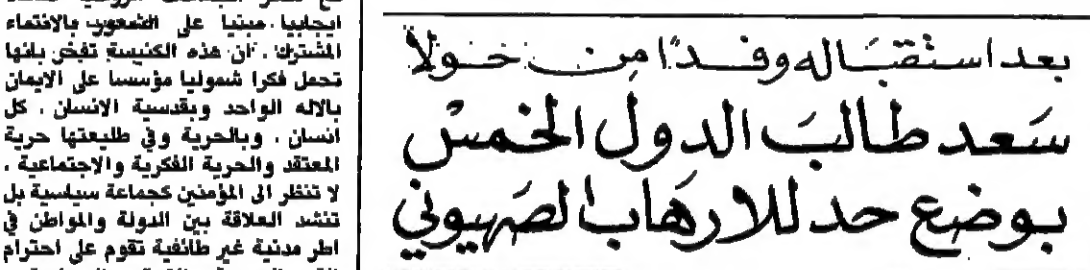 بعد استقباله وفدًا من خولا
سعد طالب الدول الخمس
بوضع حد للارهاب الصهيوني
ايجابيا مبنيا على الشعور بالانتماء
المشترك . ان هذه الكنيسة تفخر بانها
تحمل فكرا شموليا مؤسسا على الايمان
بالاله الواحد وبقدسية الانسان ، كل
انسان ، وبالحرية وفي طليعتها حرية
المعتقد والحرية الفكرية والاجتماعية .
لا تنظر الى المؤمنين كجماعة سياسية بل
تنشد العلاقة بين الدولة والمواطن في
اطر مدنية غير طائفية تقوم على احترام